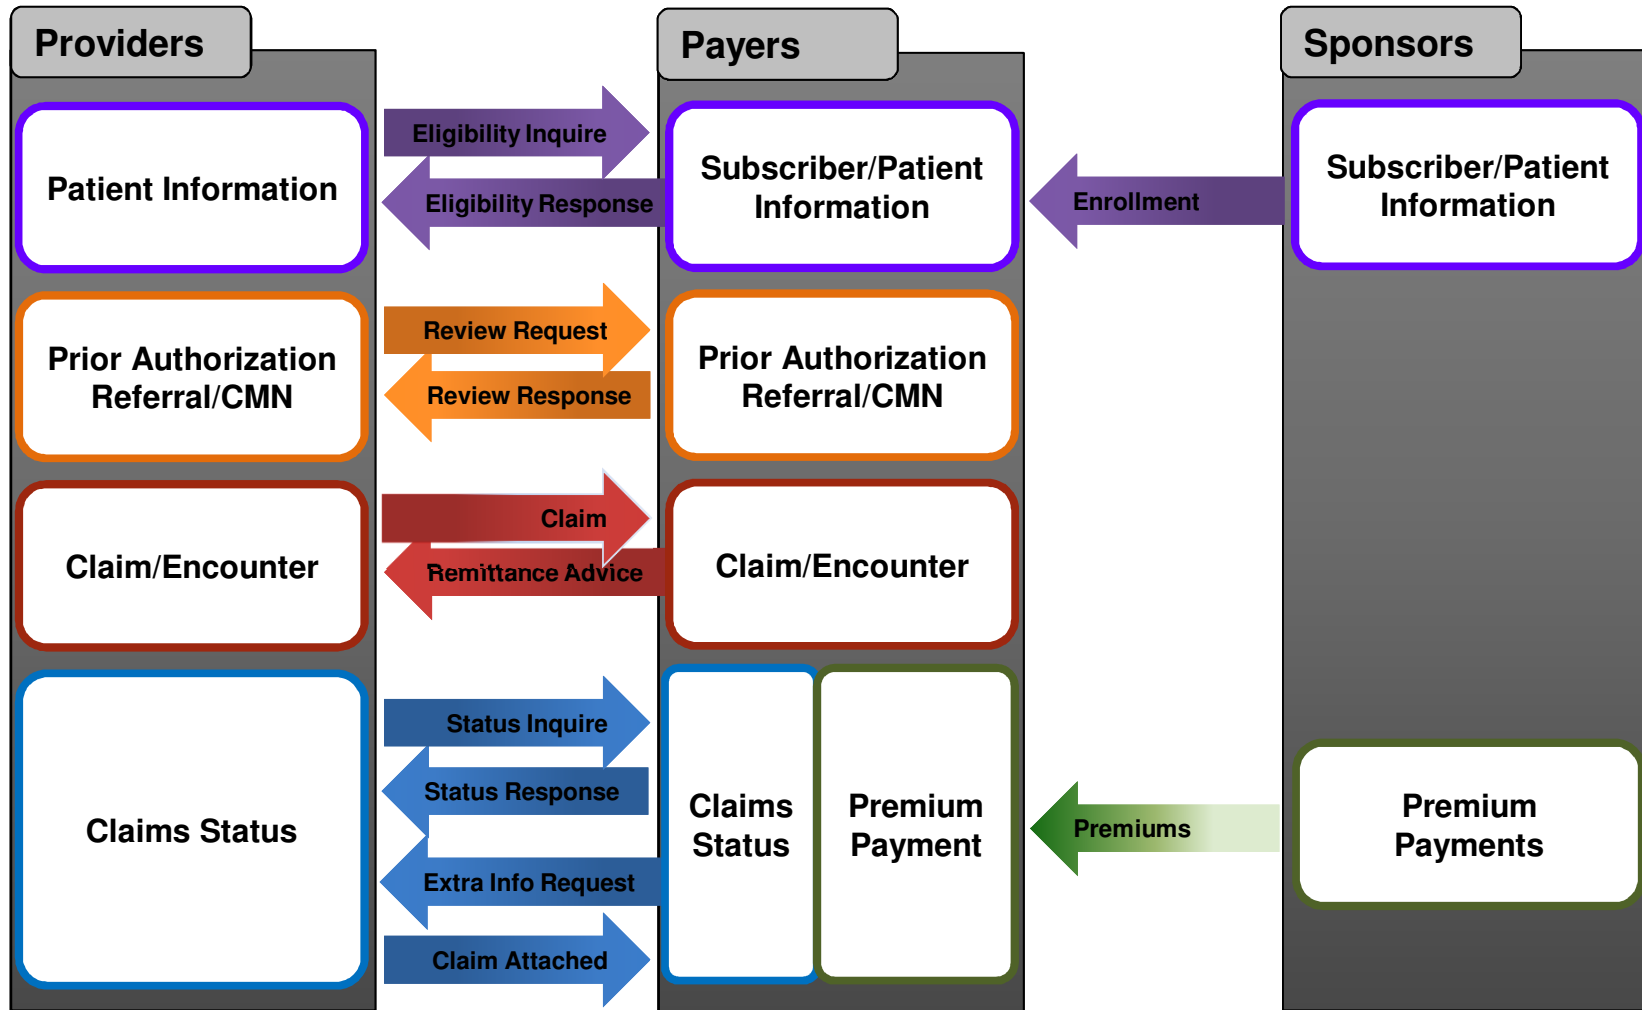 Providers
Payers
Sponsors
Patient Information
Eligibility Inquire
Eligibility Response
Subscriber/Patient
Information
Enrollment
Subscriber/Patient
Information
Prior Authorization
Referral/CMN
Review Request
Review Response
Prior Authorization
Referral/CMN
Claim/Encounter
Claim
Remittance Advice
Claim/Encounter
Claims Status
Status Inquire
Status Response
Extra Info Request
Claim Attached
Claims
Status
Premium
Payment
Premiums
Premium
Payments